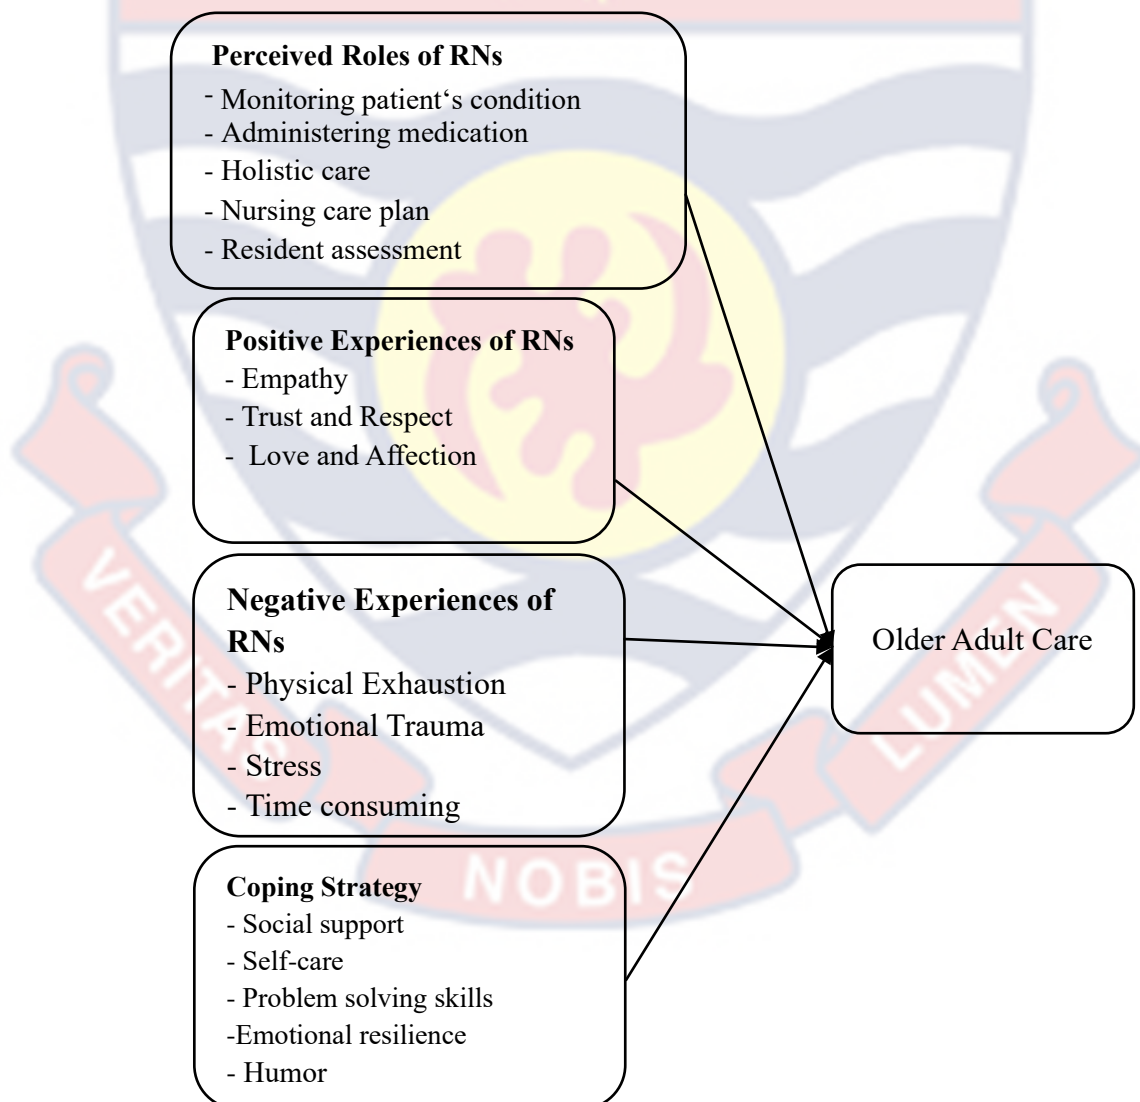 Perceived Roles of RNs
- Monitoring patient‘s condition
- Administering medication
- Holistic care
- Nursing care plan
- Resident assessment
Positive Experiences of RNs
- Empathy
- Trust and Respect
- Love and Affection
Negative Experiences of
RNs
- Physical Exhaustion
- Emotional Trauma
- Stress
- Time consuming
Coping Strategy
- Social support
- Self-care
- Problem solving skills
-Emotional resilience
- Humor
Older Adult Care
VERITAS
NOBIS
LUMEN